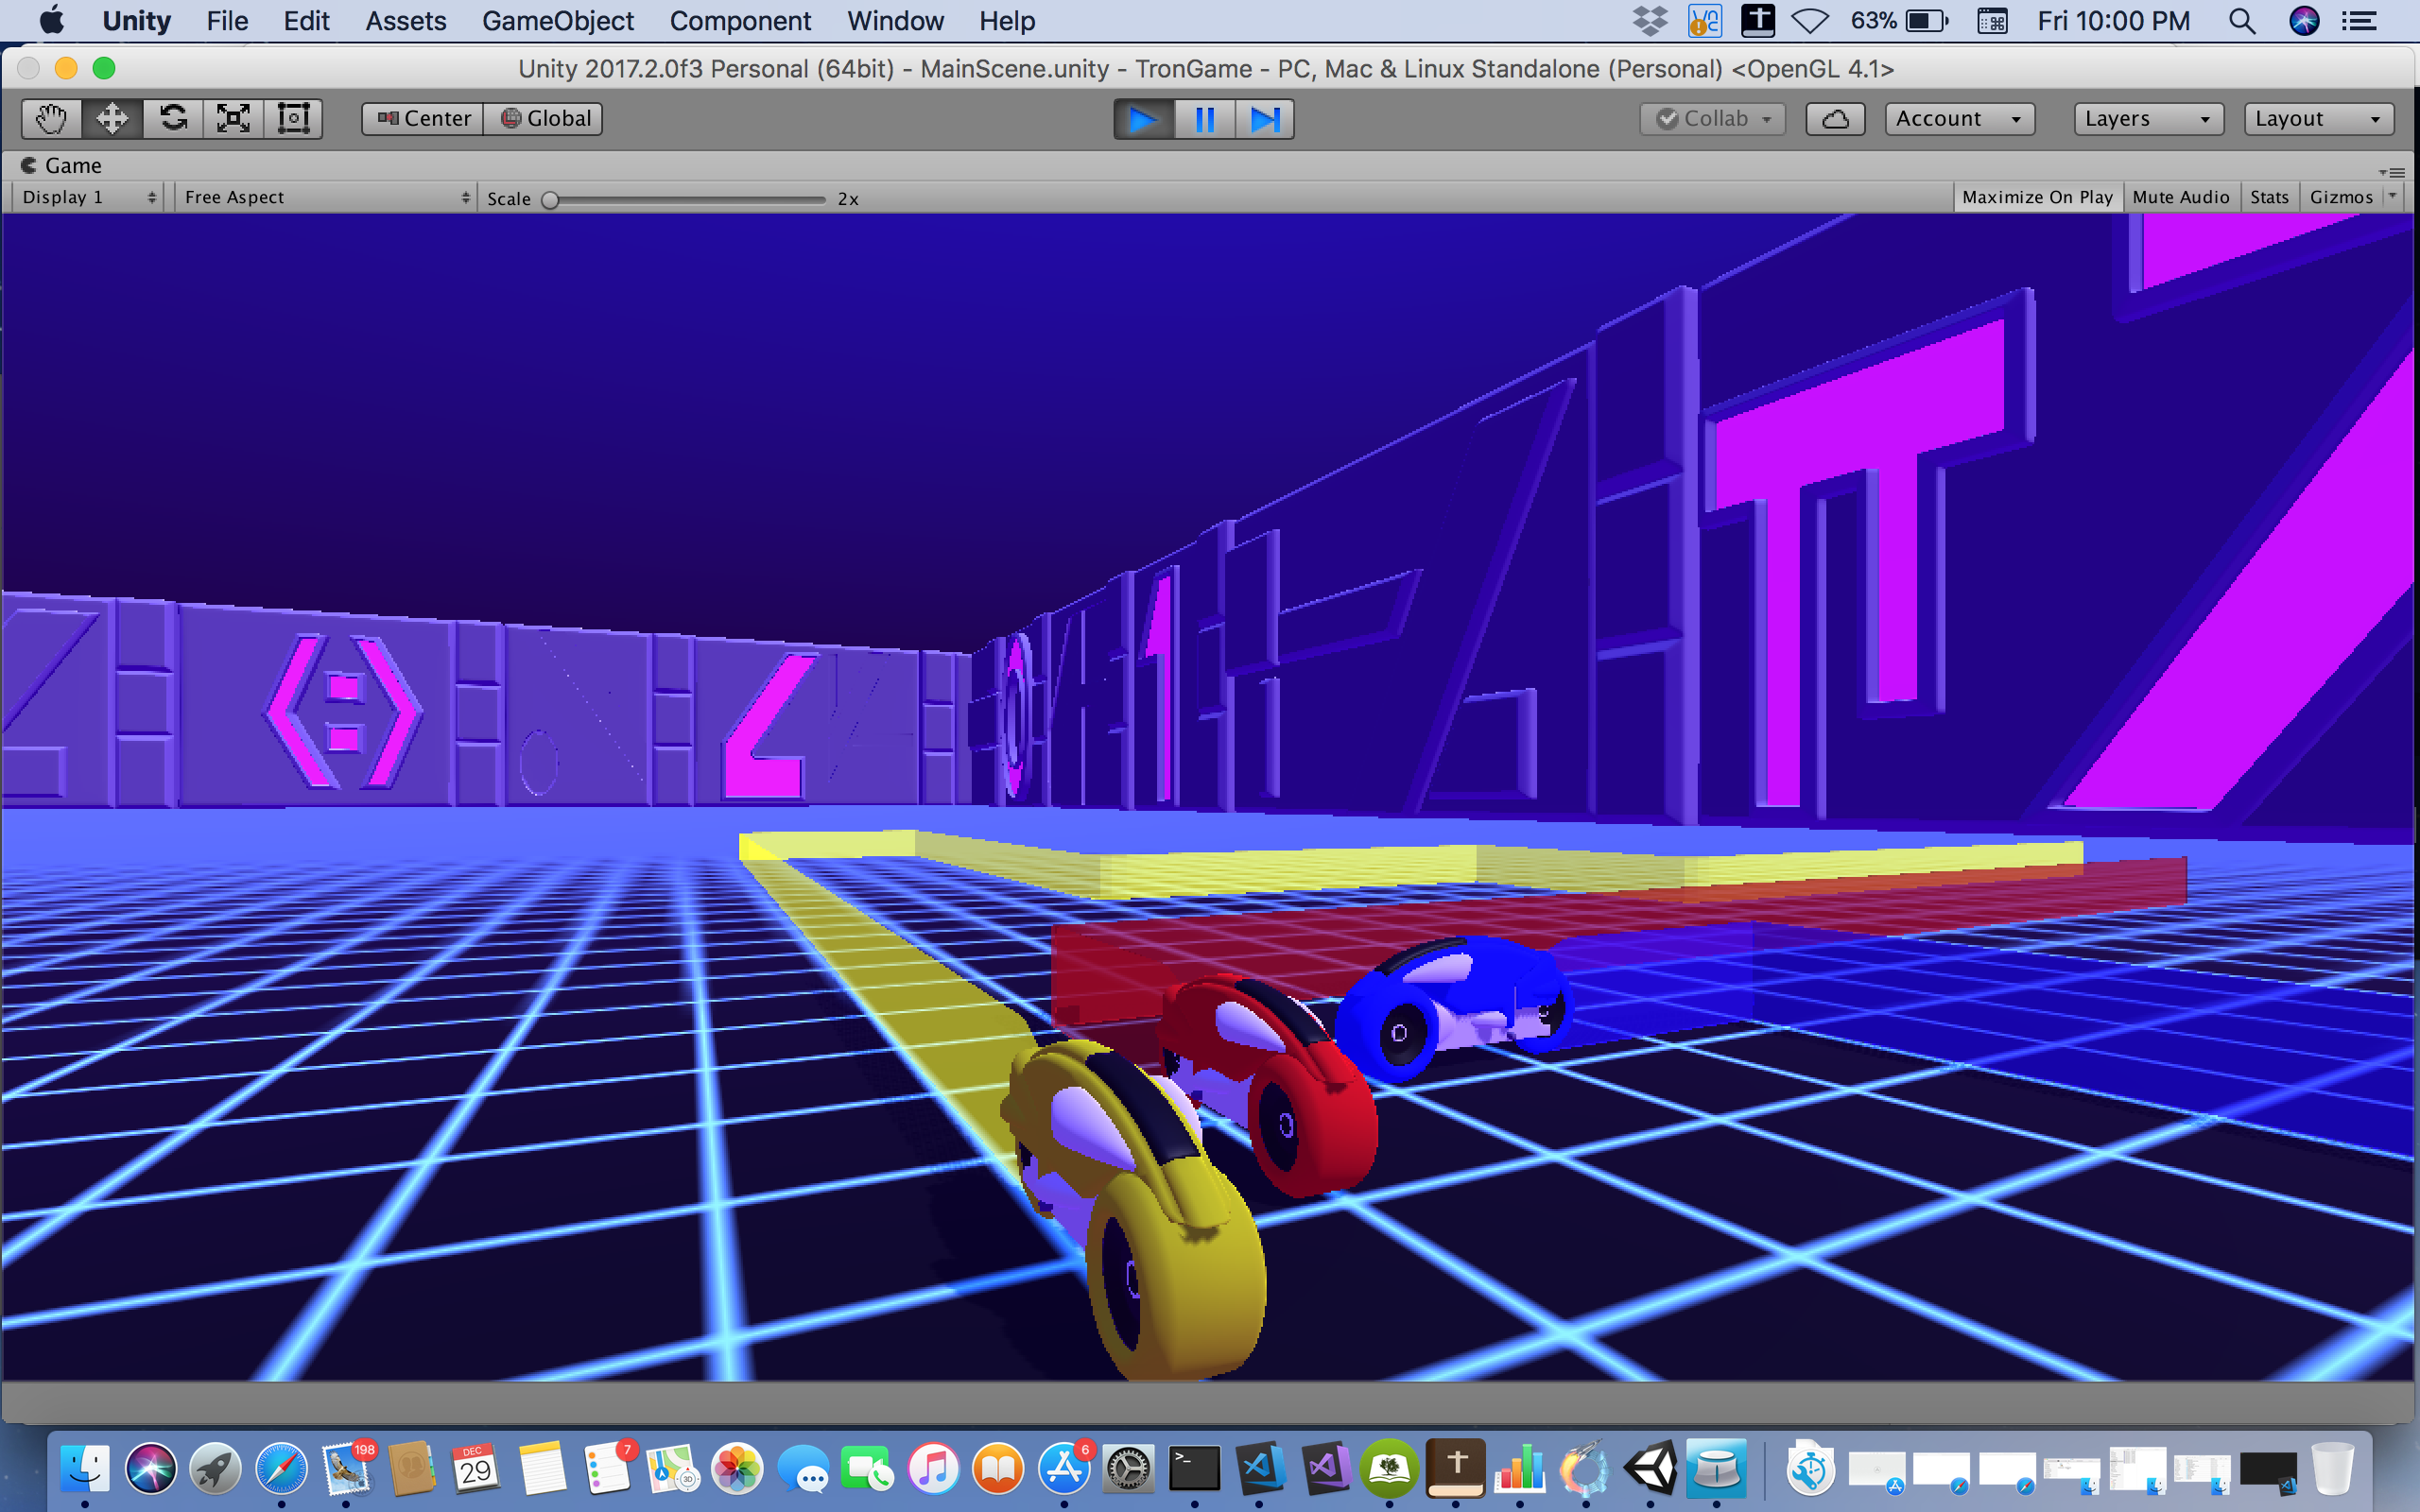 Unity File Edit Assets GameObject Component Window Help 63% Fri 10:00 PM
Unity 2017.2.0f3 Personal (64bit) - MainScene.unity - TronGame - PC, Mac & Linux Standalone (Personal) <OpenGL 4.1>
Center Global Collab Account Layers Layout
Game
Display 1 Free Aspect Scale 2x Maximize On Play Mute Audio Stats Gizmos
198 DEC 29 7 3D 6 >_